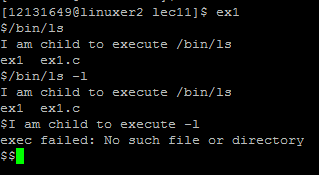 [12131649@linuxer2 lec11]$ ex1
$/bin/ls
I am child to execute /bin/ls
ex1  ex1.c
$/bin/ls -l
I am child to execute /bin/ls
ex1  ex1.c
$I am child to execute -l
exec failed: No such file or directory
$$